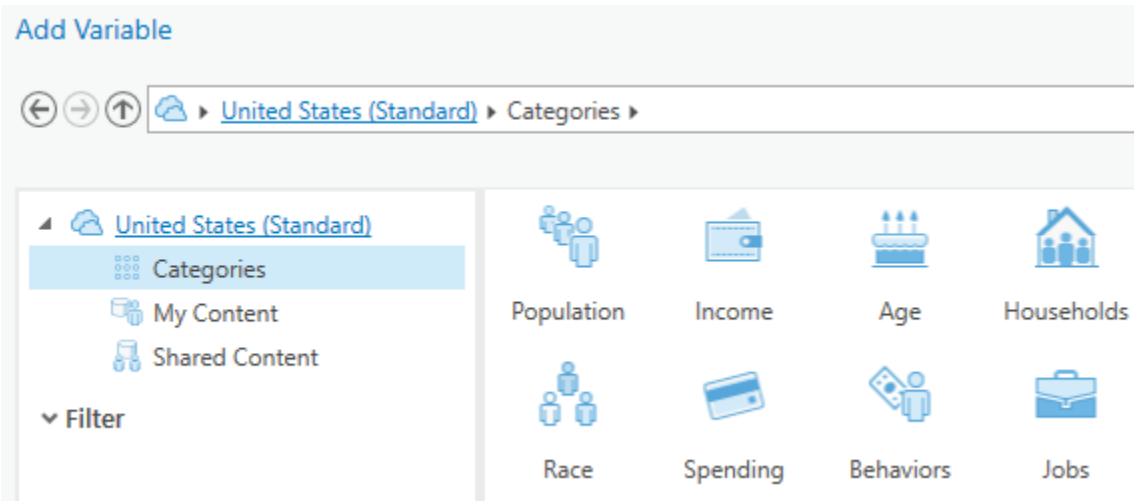 Add Variable
United States (Standard) Categories
United States (Standard)
Categories
My Content
Shared Content
Filter
Population Income Age Households
Race Spending Behaviors Jobs